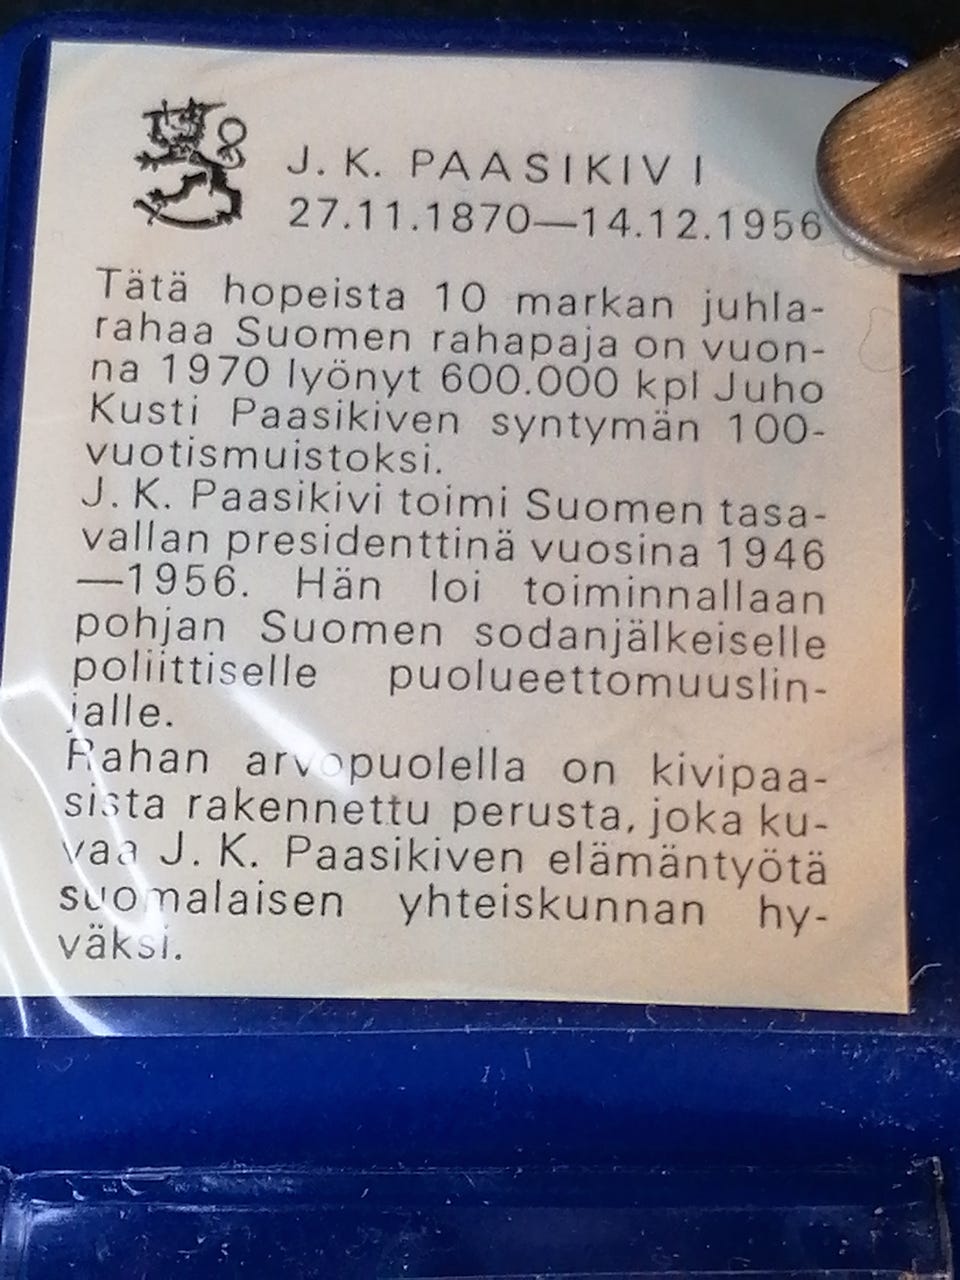 J. K. PAASIKIVI
27.11.1870—14.12.1956
Tätä hopeista 10 markan juhla-
rahaa Suomen rahapaja on vuon-
na 1970 lyönyt 600.000 kpl Juho
Kusti Paasikiven syntymän 100-
vuotismuistoksi.
J. K. Paasikivi toimi Suomen tasa-
vallan presidenttinä vuosina 1946
—1956. Hän loi toiminnallaan
pohjan Suomen sodanjälkeiselle
poliittiselle puolueettomuuslin-
jalle.
Rahan arvopuolella on kivipaa-
sista rakennettu perusta, joka ku-
vaa J. K. Paasikiven elämäntyötä
suomalaisen yhteiskunnan hy-
väksi.